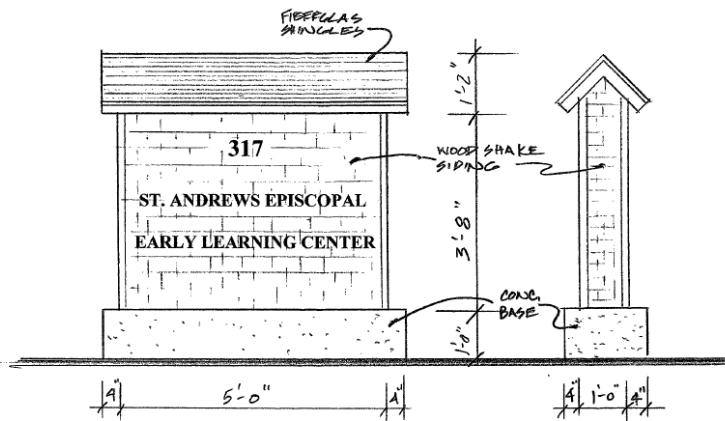 FIBERGLAS
SHINGLES
1'-2"
317
WOOD SHAKE
SIDING
ST. ANDREWS EPISCOPAL
3'-8"
EARLY LEARNING CENTER
CONC
BASE
1'-0"
4" 5'-0" 4" 4" 1'-0" 4"